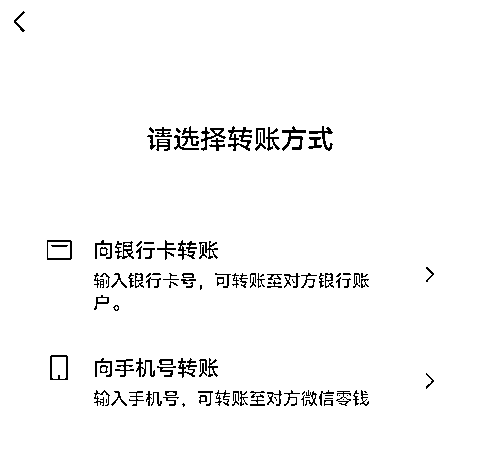 请选择转账方式
向银行卡转账
输入银行卡号，可转账至对方银行账
户。
向手机号转账
输入手机号，可转账至对方微信零钱